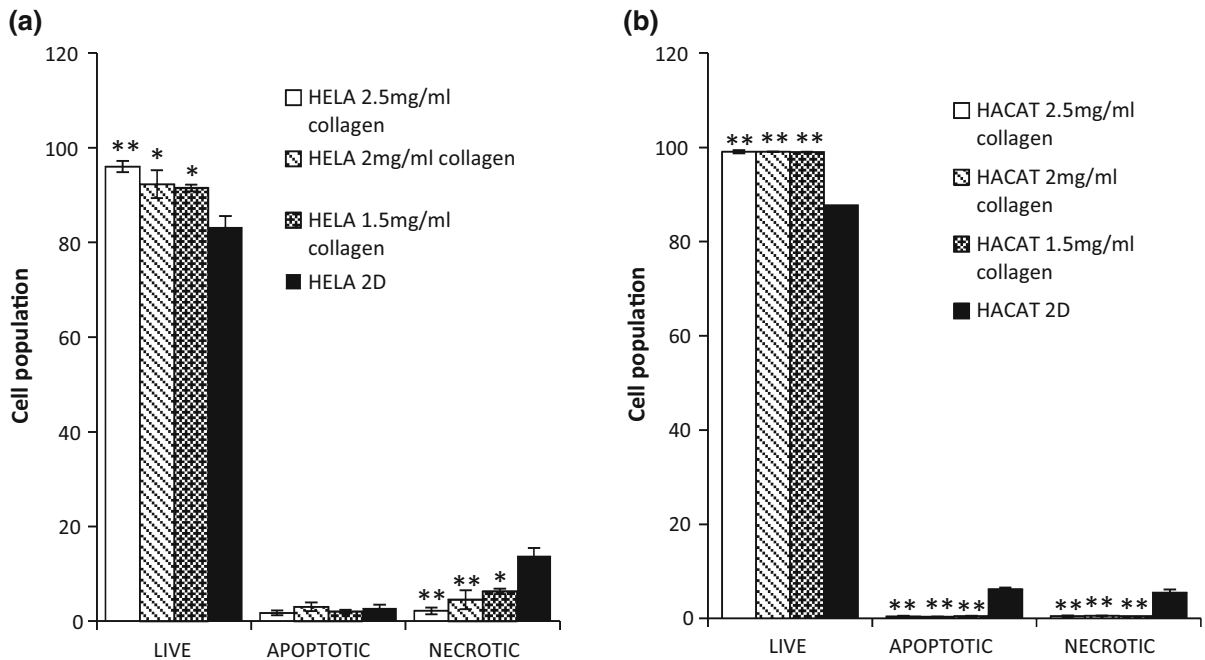 (a)
120
100
80
60
40
20
0
Cell population
HELA 2.5mg/ml
collagen
HELA 2mg/ml collagen
HELA 1.5mg/ml
collagen
HELA 2D
** * *
** ** *
LIVE APOPTOTIC NECROTIC
(b)
120
100
80
60
40
20
0
Cell population
HACAT 2.5mg/ml
collagen
HACAT 2mg/ml
collagen
HACAT 1.5mg/ml
collagen
HACAT 2D
** ** **
** ** ** ** ** **
LIVE APOPTOTIC NECROTIC